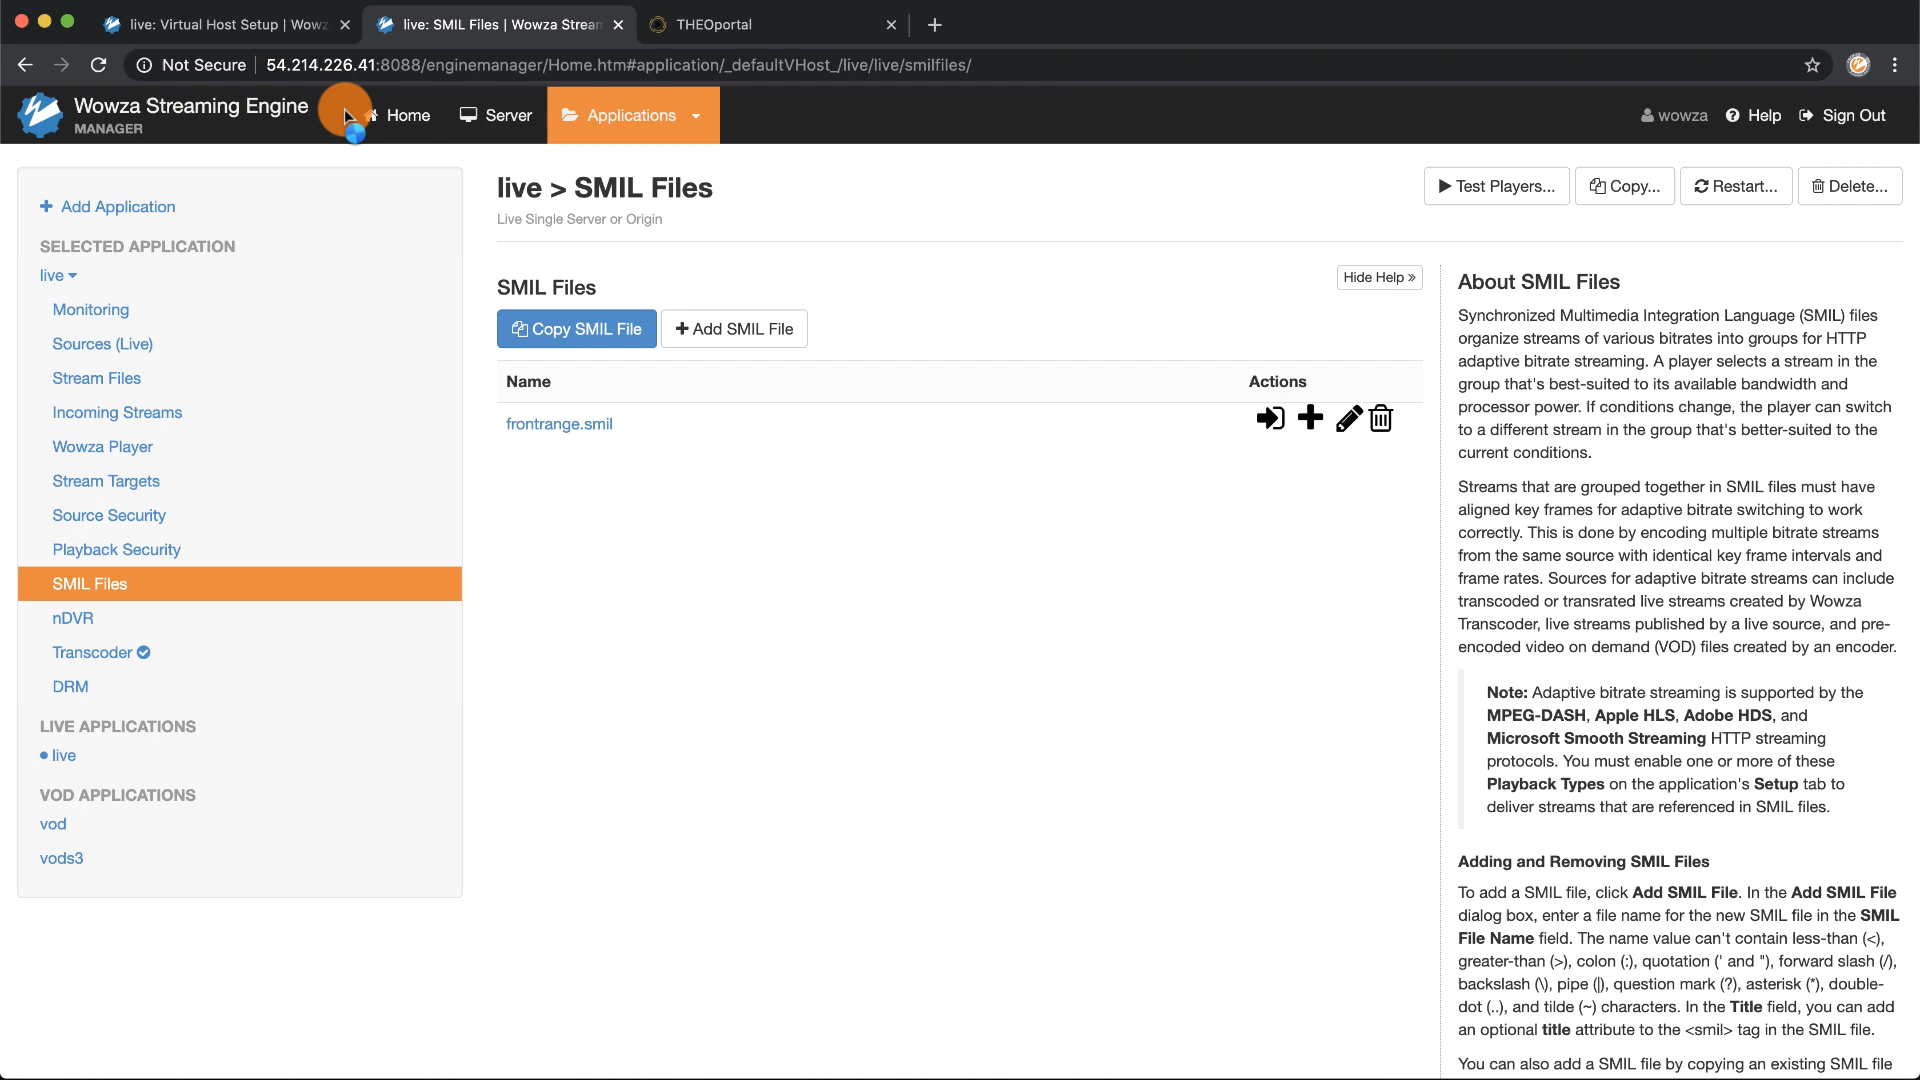 live: Virtual Host Setup | Wowz
live: SMIL Files | Wowza Strean
THEOportal
Not Secure
54.214.226.41:8088/enginemanager/Home.htm#application/_defaultVHost_/live/live/smilfiles/
Wowza Streaming Engine
MANAGER
Home
Server
Applications
wowza
Help
Sign Out
Add Application
SELECTED APPLICATION
live
Monitoring
Sources (Live)
Stream Files
Incoming Streams
Wowza Player
Stream Targets
Source Security
Playback Security
SMIL Files
nDVR
Transcoder
DRM
LIVE APPLICATIONS
live
VOD APPLICATIONS
vod
vods3
live > SMIL Files
Live Single Server or Origin
Test Players...
Copy...
Restart...
Delete...
SMIL Files
Hide Help »
Copy SMIL File
Add SMIL File
Name
Actions
frontrange.smil
About SMIL Files
Synchronized Multimedia Integration Language (SMIL) files
organize streams of various bitrates into groups for HTTP
adaptive bitrate streaming. A player selects a stream in the
group that's best-suited to its available bandwidth and
processor power. If conditions change, the player can switch
to a different stream in the group that's better-suited to the
current conditions.
Streams that are grouped together in SMIL files must have
aligned key frames for adaptive bitrate switching to work
correctly. This is done by encoding multiple bitrate streams
from the same source with identical key frame intervals and
frame rates. Sources for adaptive bitrate streams can include
transcoded or transrated live streams created by Wowza
Transcoder, live streams published by a live source, and pre-
encoded video on demand (VOD) files created by an encoder.
Note: Adaptive bitrate streaming is supported by the
MPEG-DASH, Apple HLS, Adobe HDS, and
Microsoft Smooth Streaming HTTP streaming
protocols. You must enable one or more of these
Playback Types on the application's Setup tab to
deliver streams that are referenced in SMIL files.
Adding and Removing SMIL Files
To add a SMIL file, click Add SMIL File. In the Add SMIL File
dialog box, enter a file name for the new SMIL file in the SMIL
File Name field. The name value can't contain less-than (<),
greater-than (>), colon (:), quotation (' and "), forward slash (/),
backslash (\), pipe (|), question mark (?), asterisk (*), double-
dot (..), and tilde (~) characters. In the Title field, you can add
an optional title attribute to the <smil> tag in the SMIL file.
You can also add a SMIL file by copying an existing SMIL file